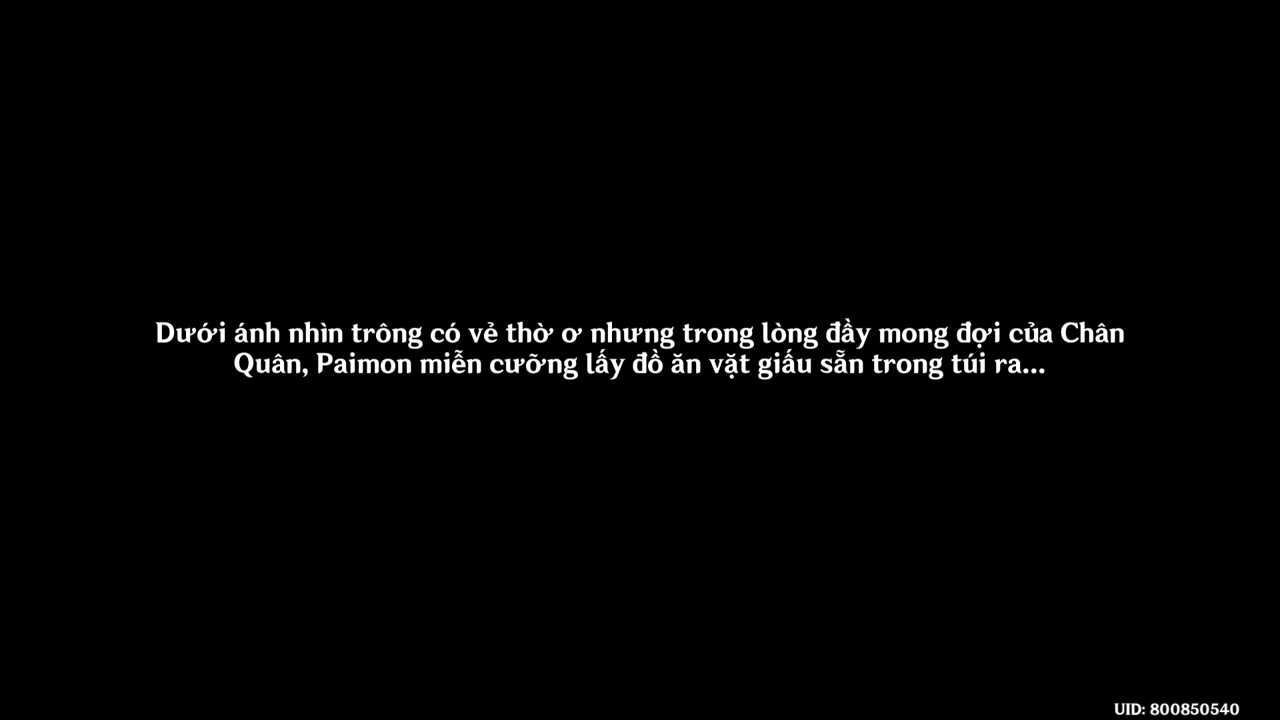 Dưới ánh nhìn trông có vẻ thờ ơ nhưng trong lòng đầy mong đợi của Chân
Quân, Paimon miễn cưỡng lấy đồ ăn vặt giấu sẵn trong túi ra...
UID: 800850540